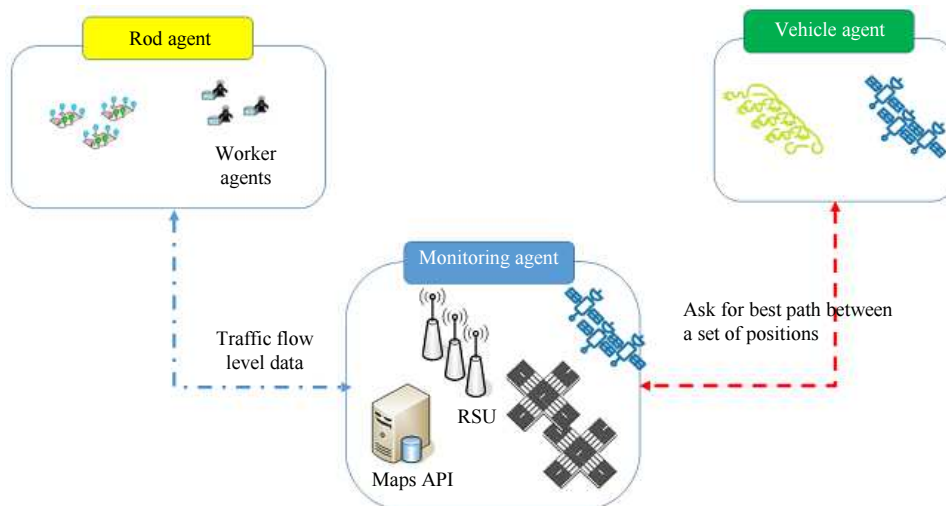 Rod agent
Vehicle agent
Worker
agents
Monitoring agent
Traffic flow
level data
Ask for best path between
a set of positions
RSU
Maps API